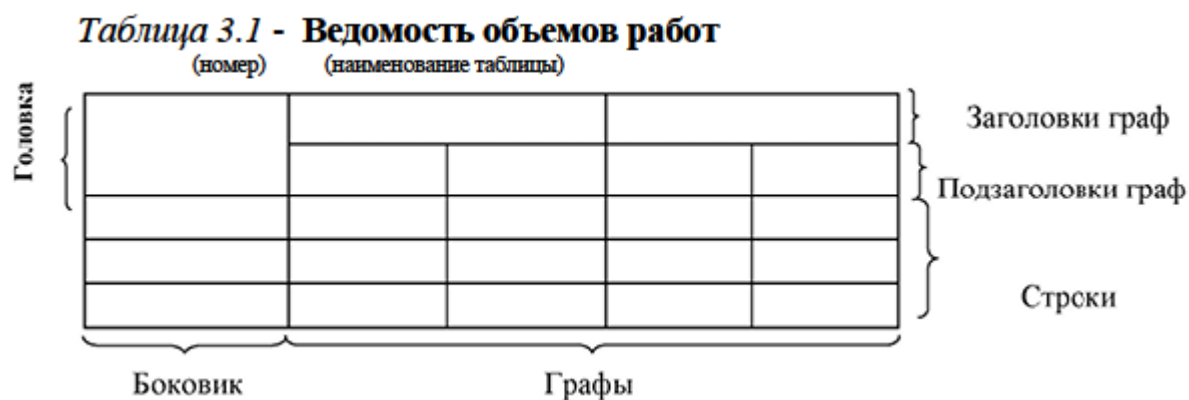 Таблица 3.1 - Ведомость объемов работ
(номер) (наименование таблицы)
Головка
Заголовки граф
Подзаголовки граф
Строки
Боковик Графы